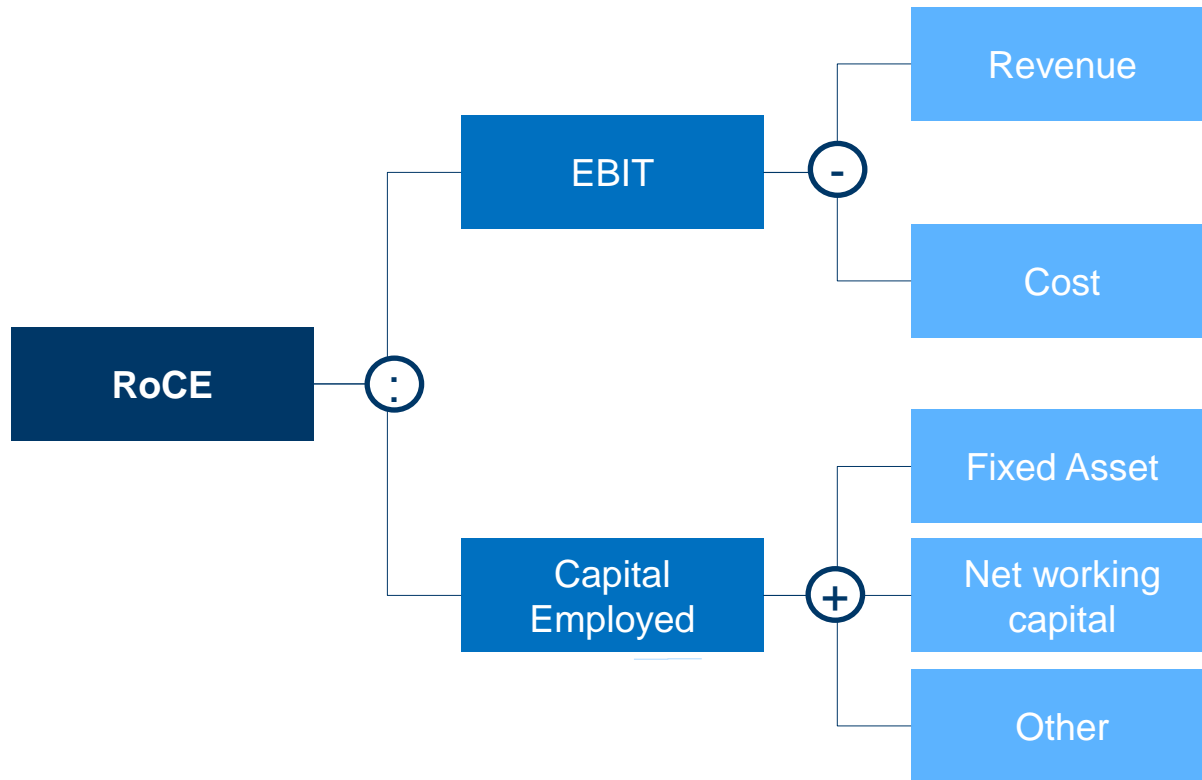 Revenue
EBIT
-
Cost
RoCE
:
Fixed Asset
Capital
Employed
+
Net working
capital
Other